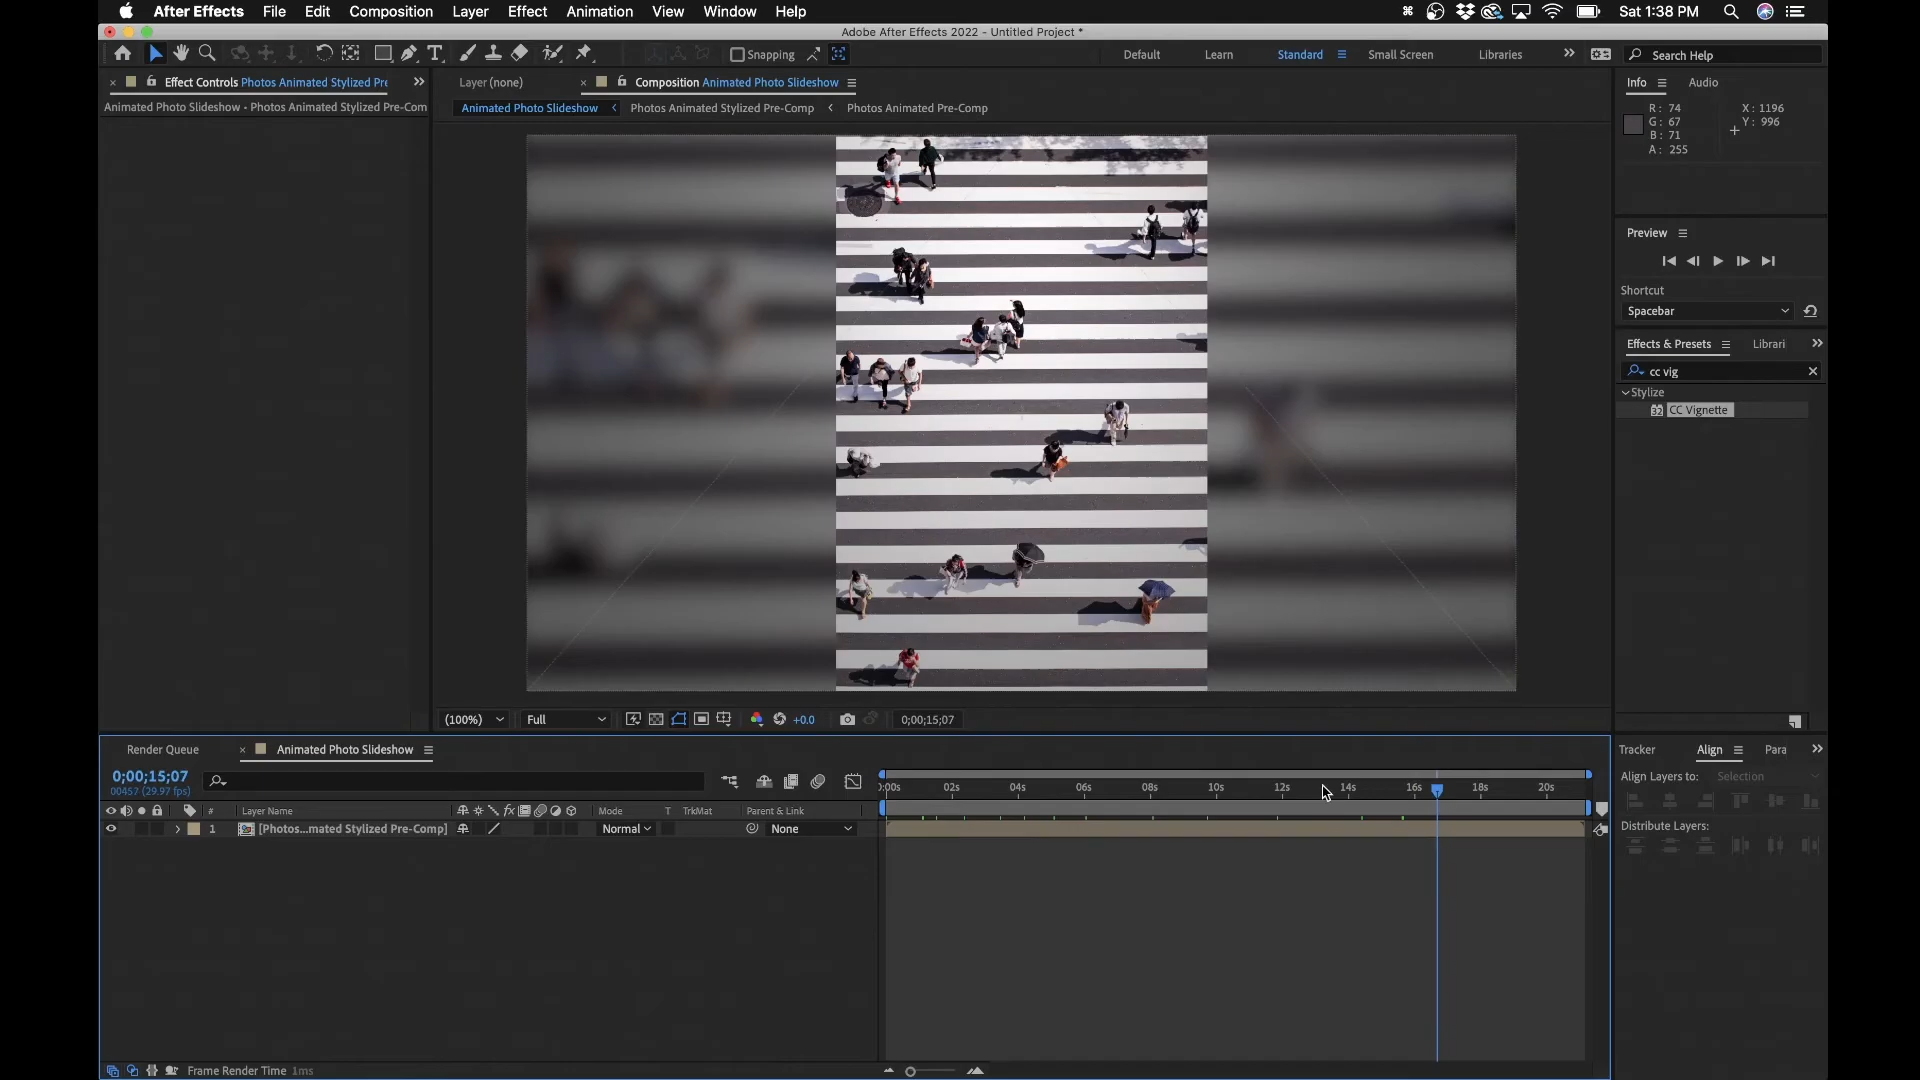 After Effects File Edit Composition Layer Effect Animation View Window Help Sat 1:38 PM
Adobe After Effects 2022 - Untitled Project *
Snapping Default Learn Standard Small Screen Libraries Search Help
Effect Controls Photos Animated Stylized Pre
Layer (none)
Composition Animated Photo Slideshow
Info Audio
Animated Photo Slideshow • Photos Animated Stylized Pre-Com
Animated Photo Slideshow Photos Animated Stylized Pre-Comp Photos Animated Pre-Comp
R: 74 X: 1196
G: 67 Y: 996
B: 71
A: 255
Preview
Shortcut
Spacebar
Effects & Presets Librari
cc vig
Stylize
32 CC Vignette
(100%) Full +0.0 0;00;15;07
Render Queue Animated Photo Slideshow
Tracker Align Para
0;00;15;07
00457 (29.97 fps)
Align Layers to: Selection
0:00s 02s 04s 06s 08s 10s 12s 14s 16s 18s 20s
# Layer Name fx Mode T TrkMat Parent & Link
Distribute Layers:
1 [Photos...mated Stylized Pre-Comp] Normal None
Frame Render Time 1ms